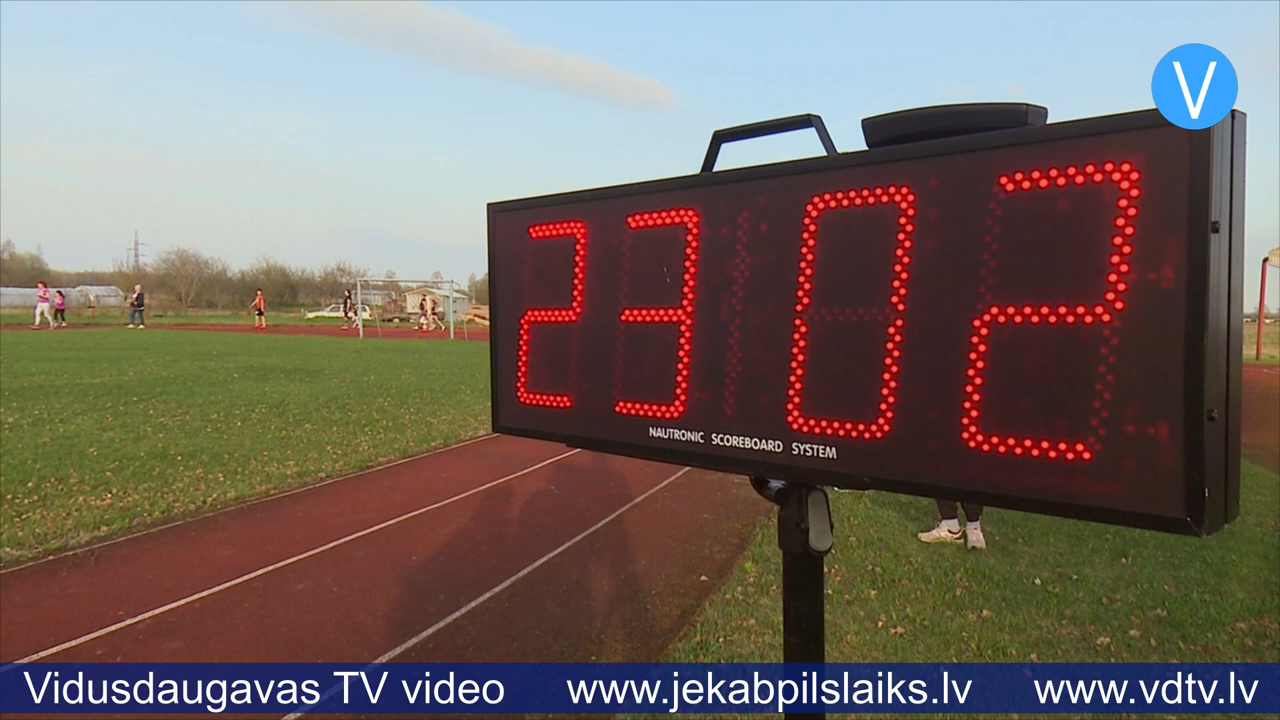 V
23 02
NAUTRONIC SCOREBOARD SYSTEM
Vidusdaugavas TV video www.jekabpilslaiks.lv www.vdtv.lv